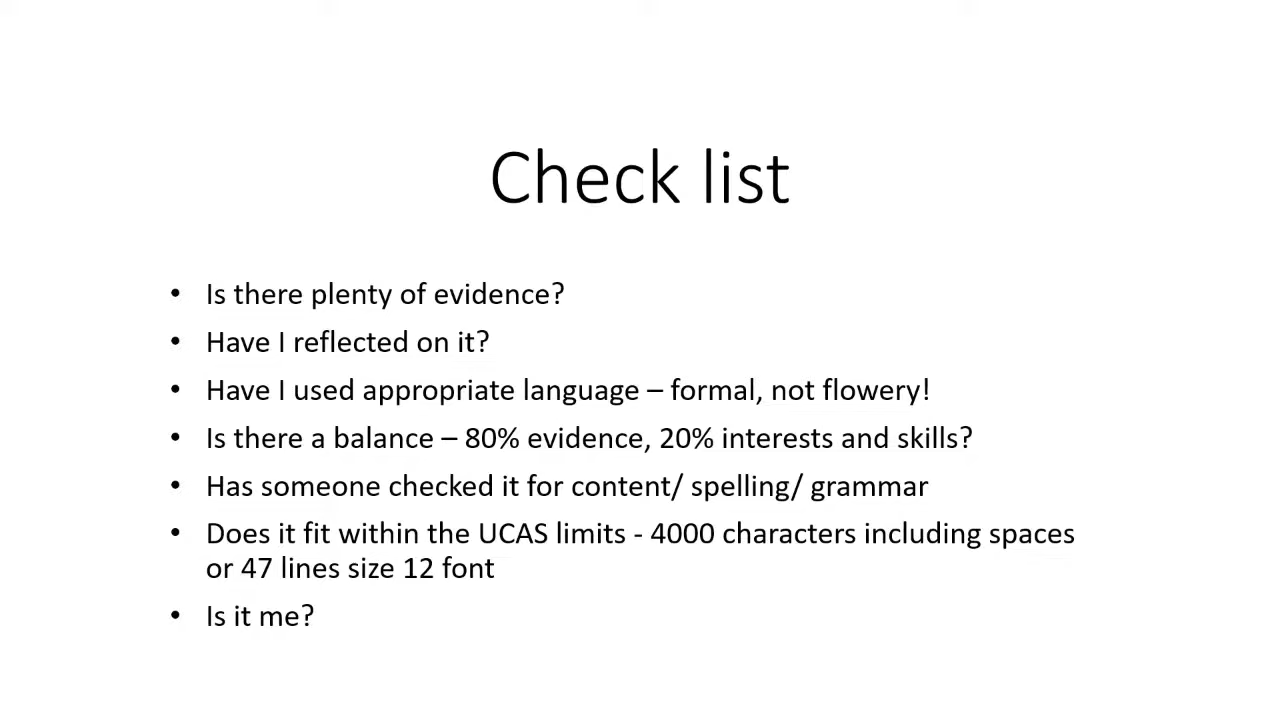 Check list
• Is there plenty of evidence?
• Have I reflected on it?
• Have I used appropriate language – formal, not flowery!
• Is there a balance – 80% evidence, 20% interests and skills?
• Has someone checked it for content/ spelling/ grammar
• Does it fit within the UCAS limits - 4000 characters including spaces
or 47 lines size 12 font
• Is it me?